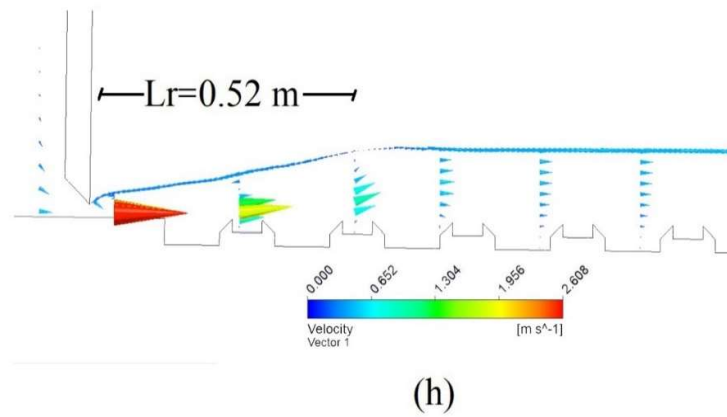 Lr=0.52 m
0.000
0.652
1.304
1.956
2.608
Velocity
Vector 1
[m s^-1]
(h)